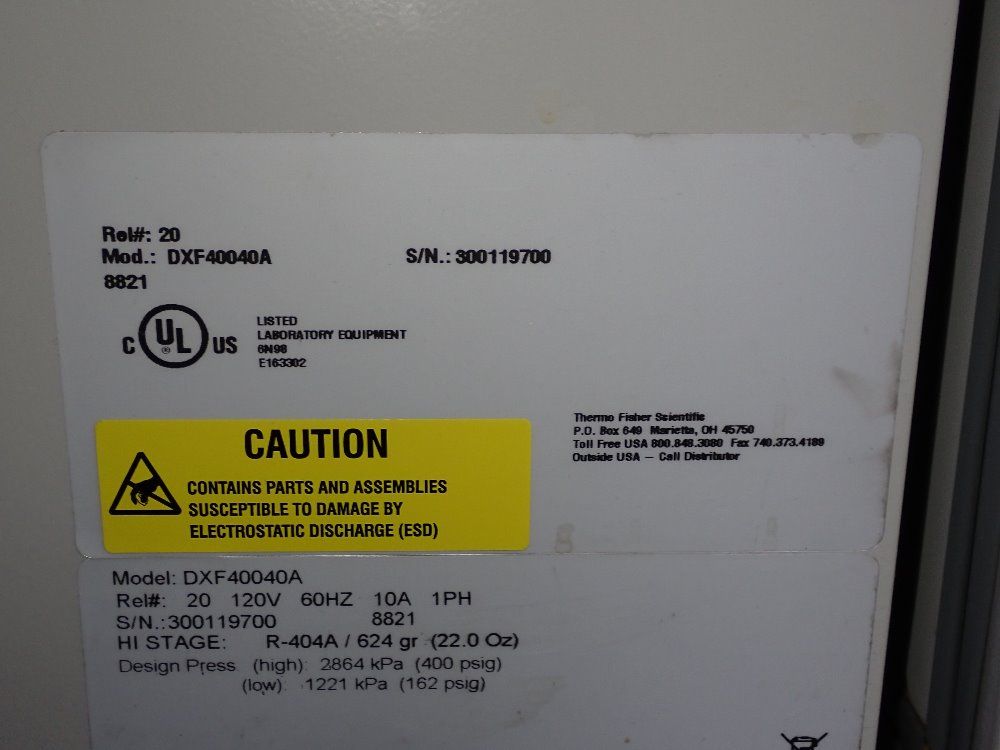 Rel#: 20
Mod.: DXF40040A S/N.: 300119700
8821
C UL® US
LISTED
LABORATORY EQUIPMENT
6N98
E163302
Thermo Fisher Scientific
P.O. Box 649 Marietta, OH 45750
Toll Free USA 800.848.3080 Fax 740.373.4189
Outside USA – Call Distributor
CAUTION
CONTAINS PARTS AND ASSEMBLIES
SUSCEPTIBLE TO DAMAGE BY
ELECTROSTATIC DISCHARGE (ESD)
Model: DXF40040A
Rel#: 20 120V 60HZ 10A 1PH
S/N.:300119700 8821
HI STAGE: R-404A / 624 gr (22.0 Oz)
Design Press (high): 2864 kPa (400 psig)
(low): 1221 kPa (162 psig)